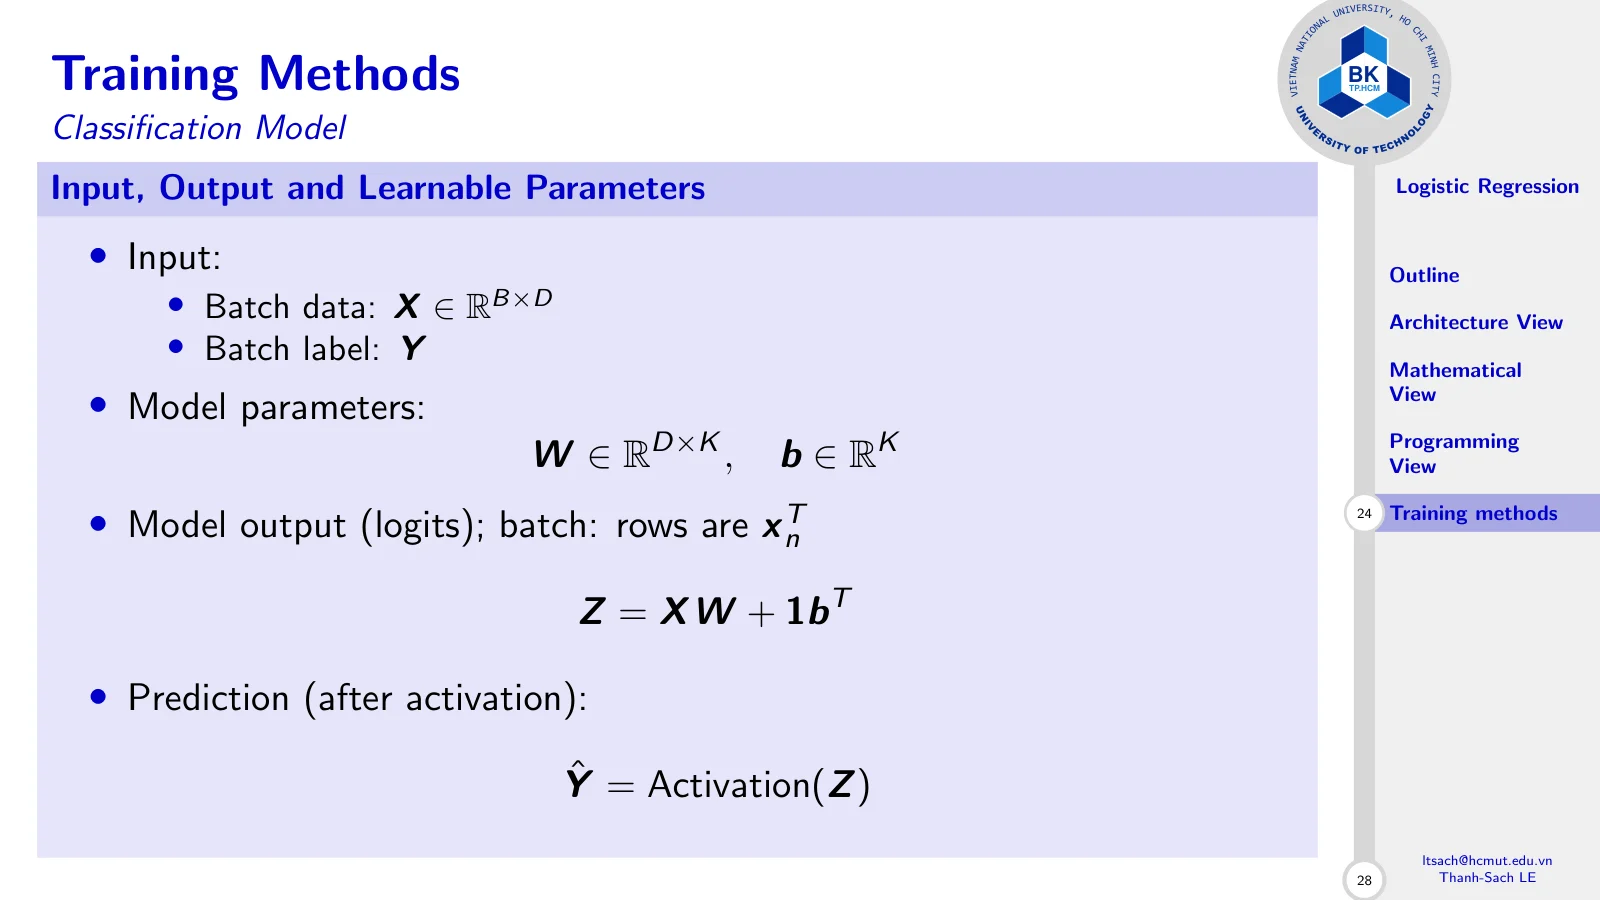 Training Methods
Classification Model
Input, Output and Learnable Parameters
• Input:
• Batch data: X ∈ ℝ^{B×D}
• Batch label: Y
• Model parameters:
W ∈ ℝ^{D×K}, b ∈ ℝ^K
• Model output (logits); batch: rows are x_n^T
Z = XW + 1b^T
• Prediction (after activation):
Ŷ = Activation(Z)
VIETNAM NATIONAL UNIVERSITY, HO CHI MINH CITY
BK
TP.HCM
UNIVERSITY OF TECHNOLOGY
Logistic Regression
Outline
Architecture View
Mathematical
View
Programming
View
24
Training methods
28
ltsach@hcmut.edu.vn
Thanh-Sach LE